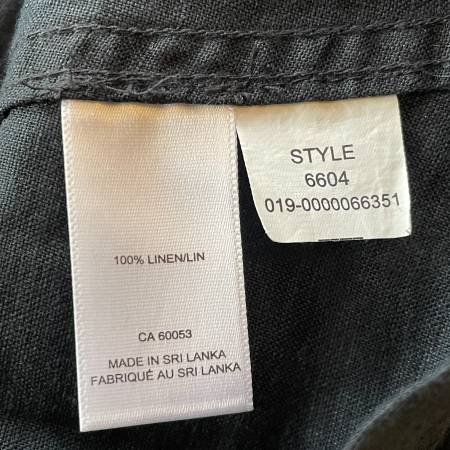 100% LINEN/LIN
CA 60053
MADE IN SRI LANKA
FABRIQUÉ AU SRI LANKA
STYLE
6604
019-0000066351